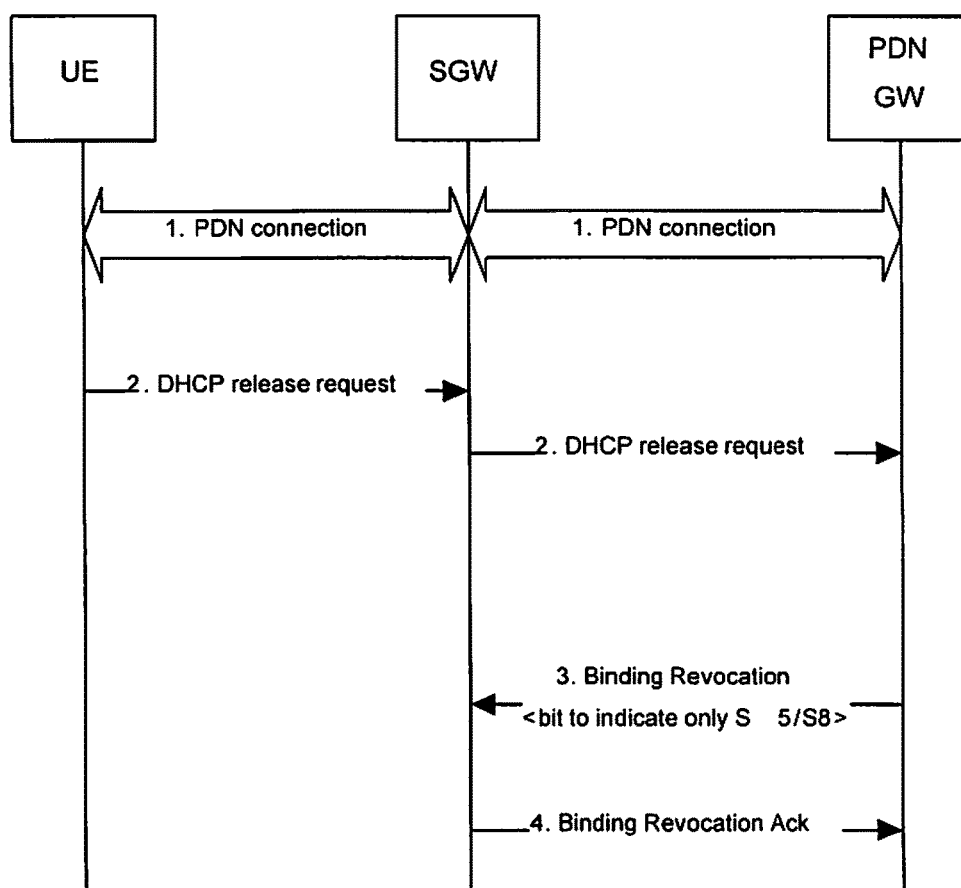 UE
SGW
PDN
GW
1. PDN connection
1. PDN connection
2. DHCP release request
2. DHCP release request
3. Binding Revocation
<bit to indicate only S 5/S8>
4. Binding Revocation Ack